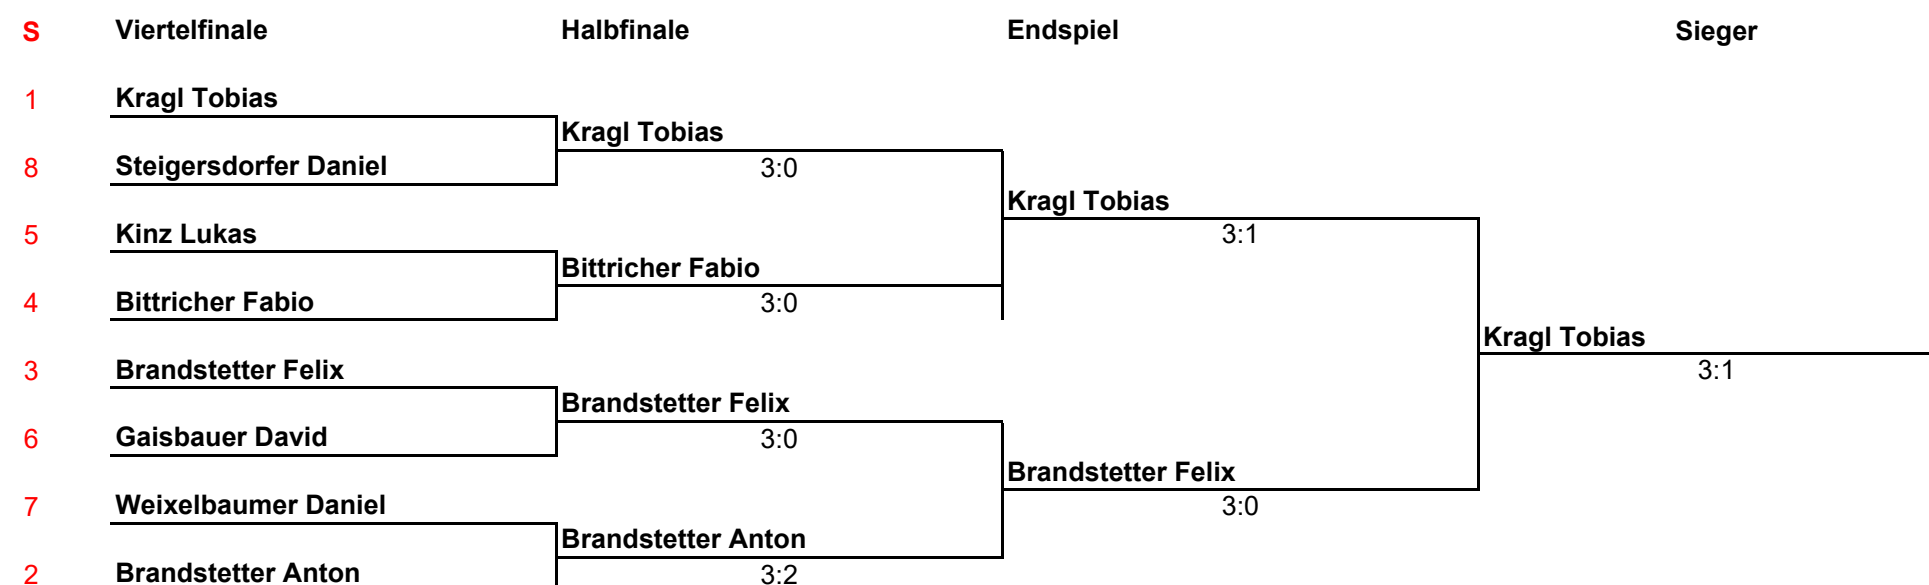 S Viertelfinale Halbfinale Endspiel Sieger
1 Kragl Tobias
Kragl Tobias
8 Steigersdorfer Daniel 3:0
Kragl Tobias
5 Kinz Lukas 3:1
Bittricher Fabio
4 Bittricher Fabio 3:0
Kragl Tobias
3 Brandstetter Felix 3:1
Brandstetter Felix
6 Gaisbauer David 3:0
Brandstetter Felix
7 Weixelbaumer Daniel 3:0
Brandstetter Anton
2 Brandstetter Anton 3:2